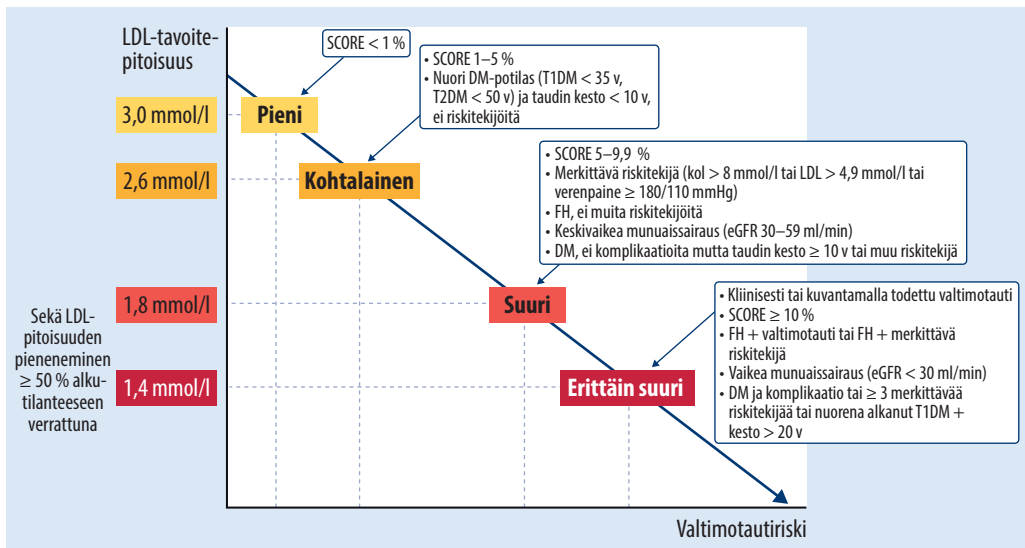 LDL-tavoite-
pitoisuus
SCORE < 1 %
• SCORE 1–5 %
• Nuori DM-potilas (T1DM < 35 v,
T2DM < 50 v) ja taudin kesto < 10 v,
ei riskitekijöitä
3,0 mmol/l
Pieni
2,6 mmol/l
Kohtalainen
• SCORE 5–9,9 %
• Merkittävä riskitekijä (kol > 8 mmol/l tai LDL > 4,9 mmol/l tai
verenpaine ≥ 180/110 mmHg)
• FH, ei muita riskitekijöitä
• Keskivaikea munuaissairaus (eGFR 30–59 ml/min)
• DM, ei komplikaatioita mutta taudin kesto ≥ 10 v tai muu riskitekijä
1,8 mmol/l
Suuri
Sekä LDL-
pitoisuuden
pieneneminen
≥ 50 % alku-
tilanteeseen
verrattuna
1,4 mmol/l
Erittäin suuri
• Kliinisesti tai kuvantamalla todettu valtimotauti
• SCORE ≥ 10 %
• FH + valtimotauti tai FH + merkittävä
riskitekijä
• Vaikea munuaissairaus (eGFR < 30 ml/min)
• DM ja komplikaatio tai ≥ 3 merkittävää
riskitekijää tai nuorena alkanut T1DM +
kesto > 20 v
Valtimotautiriski